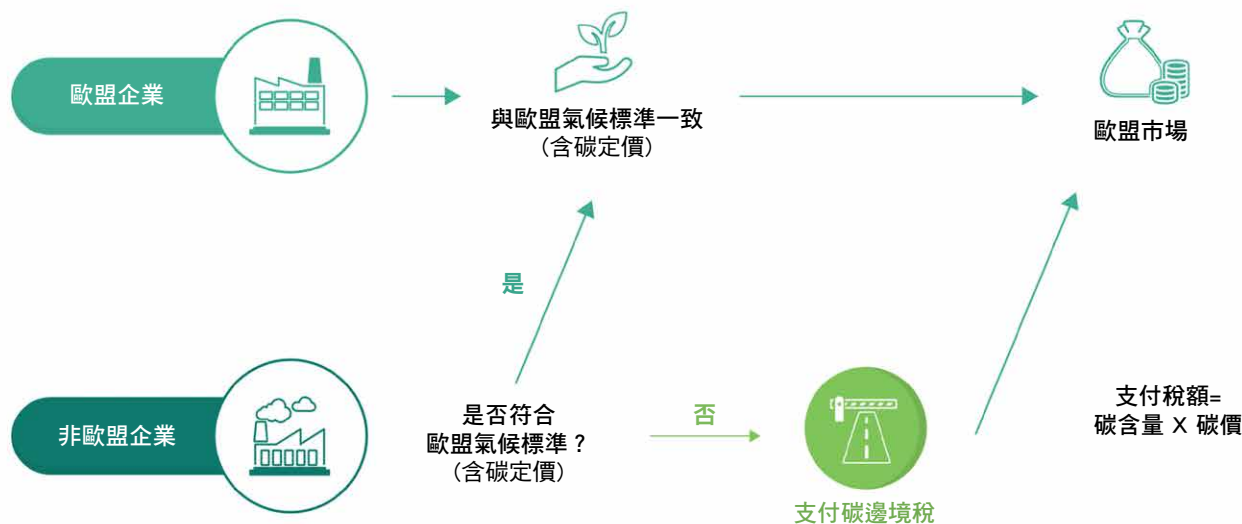 歐盟企業
與歐盟氣候標準一致
(含碳定價)
歐盟市場
是
非歐盟企業
是否符合
歐盟氣候標準？
(含碳定價)
否
支付碳邊境稅
支付稅額=
碳含量 X 碳價